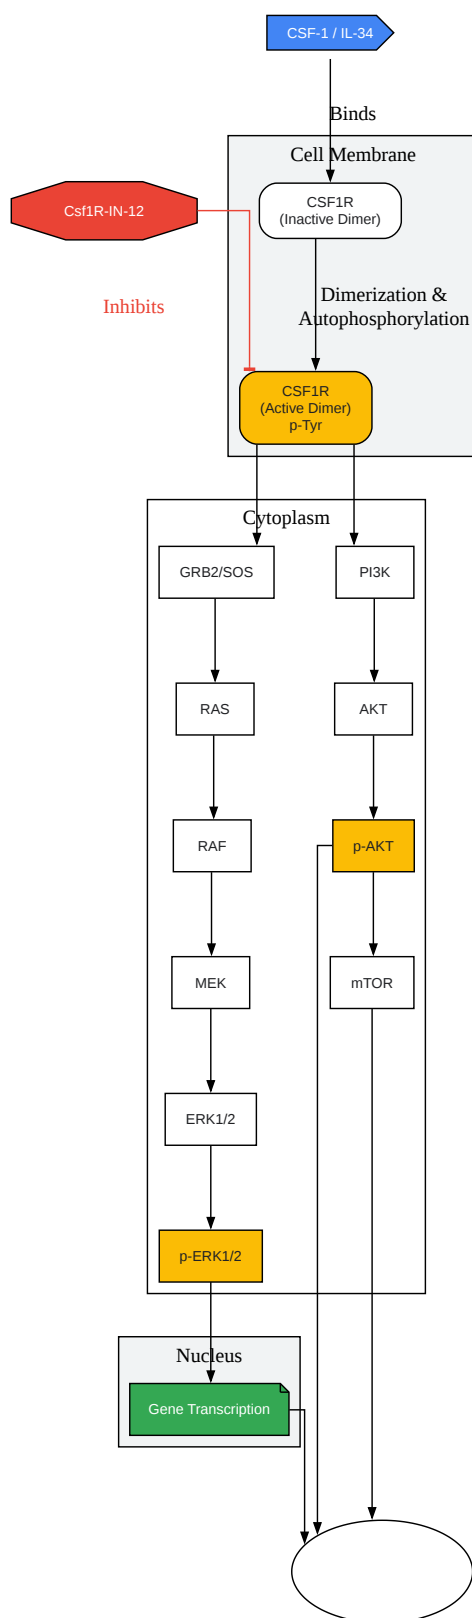 CSF-1 / IL-34
Binds
Cell Membrane
Csf1R-IN-12
CSF1R
(Inactive Dimer)
Inhibits
Dimerization &
Autophosphorylation
CSF1R
(Active Dimer)
p-Tyr
Cytoplasm
GRB2/SOS
PI3K
RAS
AKT
RAF
p-AKT
MEK
mTOR
ERK1/2
p-ERK1/2
Nucleus
Gene Transcription